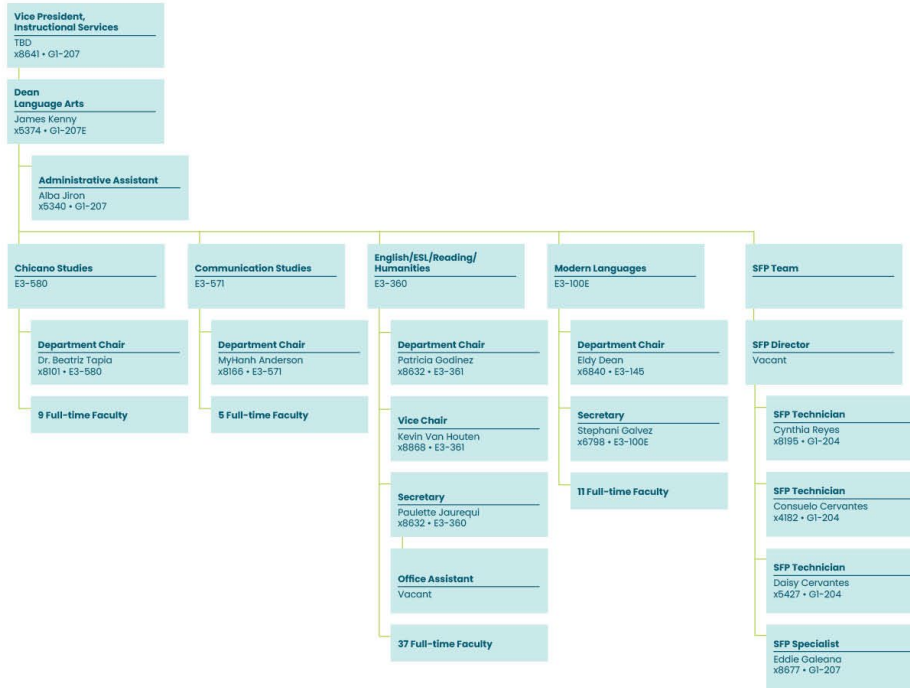 Vice President,
Instructional Services
TBD
x8641 • G1-207
Dean
Language Arts
James Kenny
x5374 • G1-207E
Administrative Assistant
Alba Jiron
x5340 • G1-207
Chicano Studies
E3-580
Department Chair
Dr. Beatriz Tapia
x8101 • E3-580
9 Full-time Faculty
Communication Studies
E3-571
Department Chair
MyHanh Anderson
x8166 • E3-571
5 Full-time Faculty
English/ESL/Reading/
Humanities
E3-360
Department Chair
Patricia Godinez
x8632 • E3-361
Vice Chair
Kevin Van Houten
x8868 • E3-361
Secretary
Paulette Jaurequi
x8632 • E3-360
Office Assistant
Vacant
37 Full-time Faculty
Modern Languages
E3-100E
Department Chair
Eldy Dean
x6840 • E3-145
Secretary
Stephani Galvez
x6798 • E3-100E
11 Full-time Faculty
SFP Team
SFP Director
Vacant
SFP Technician
Cynthia Reyes
x8195 • G1-204
SFP Technician
Consuelo Cervantes
x4182 • G1-204
SFP Technician
Daisy Cervantes
x5427 • G1-204
SFP Specialist
Eddie Galeana
x8677 • G1-207